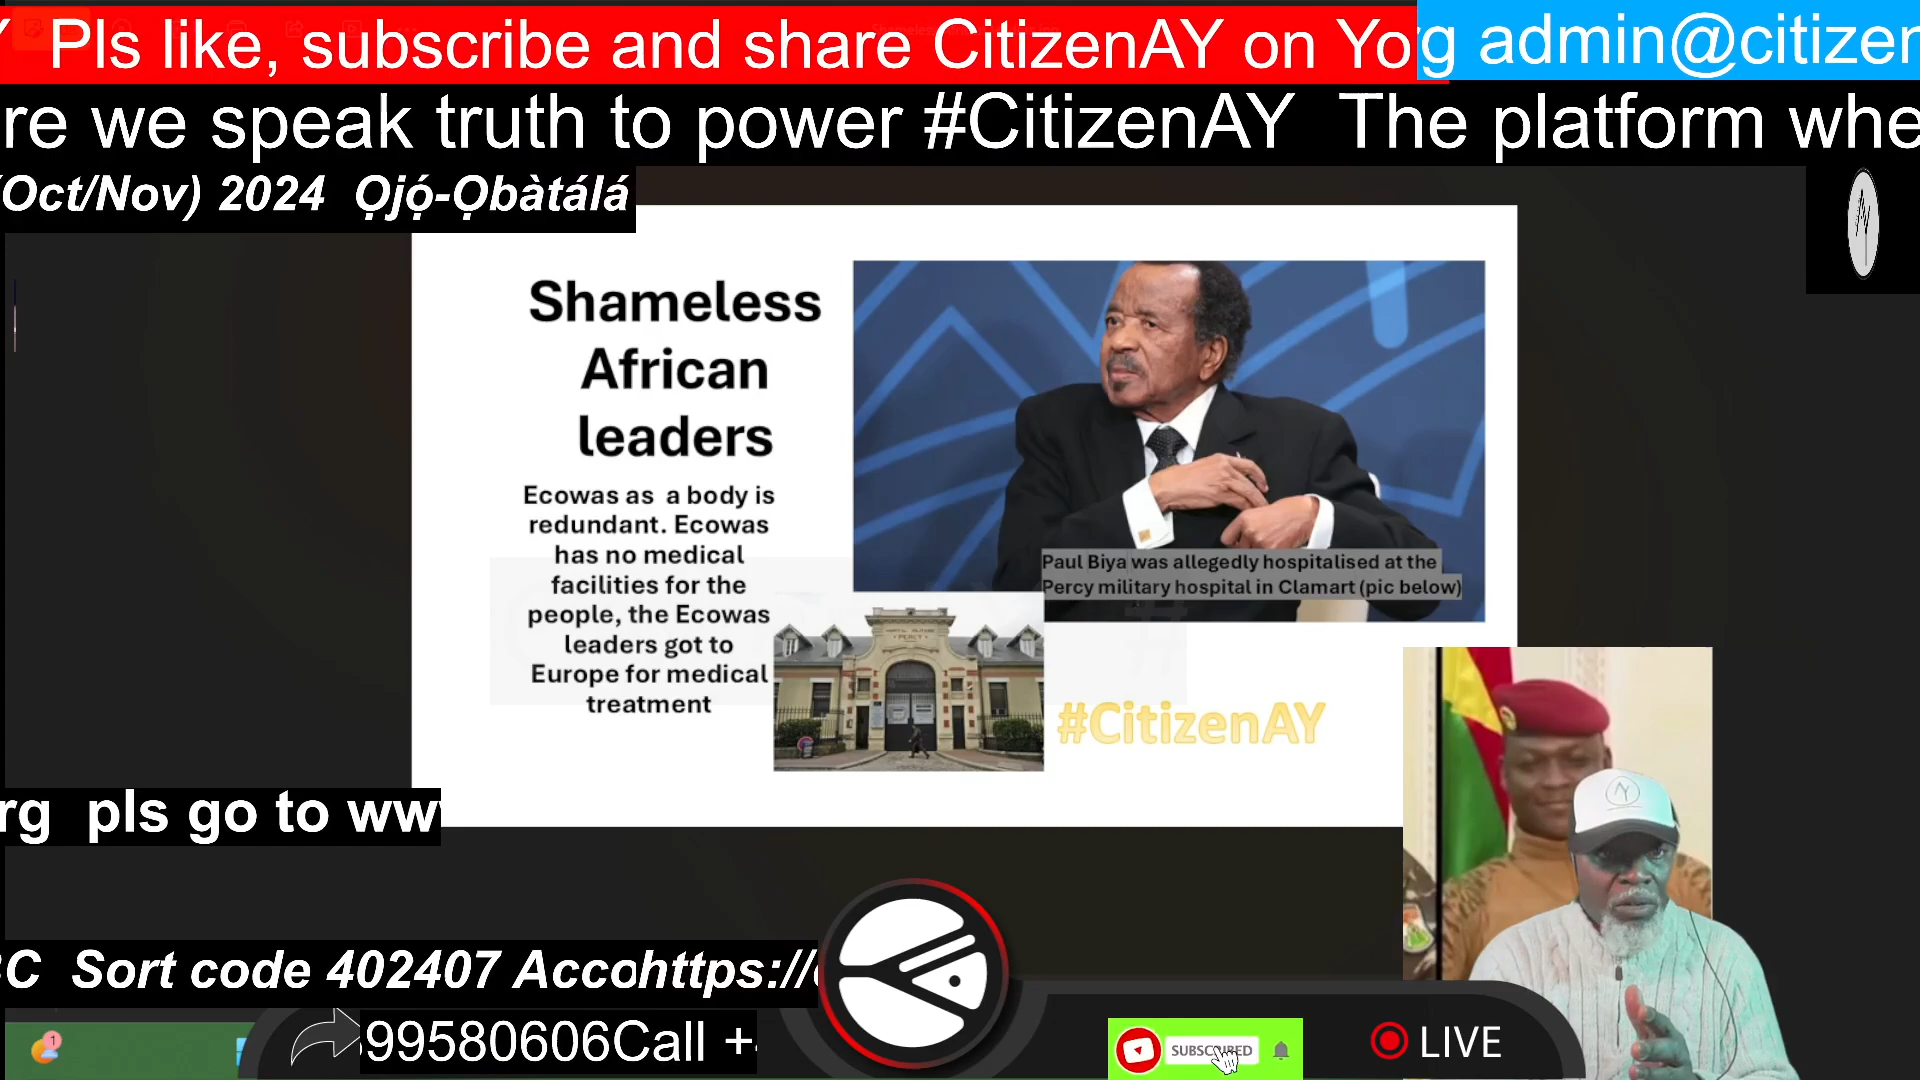 Pls like, subscribe and share CitizenAY on Yo
g admin@citizen
re we speak truth to power #CitizenAY The platform whe
(Oct/Nov) 2024 Ọjọ́-Ọbàtálá
Shameless
African
leaders
Ecowas as a body is
redundant. Ecowas
has no medical
facilities for the
people, the Ecowas
leaders got to
Europe for medical
treatment
Paul Biya was allegedly hospitalised at the
Percy military hospital in Clamart (pic below)
PERCY
#CitizenAY
AY
rg pls go to ww
C Sort code 402407 Accohttps://
99580606Call +
1
SUBSCRIBED
LIVE